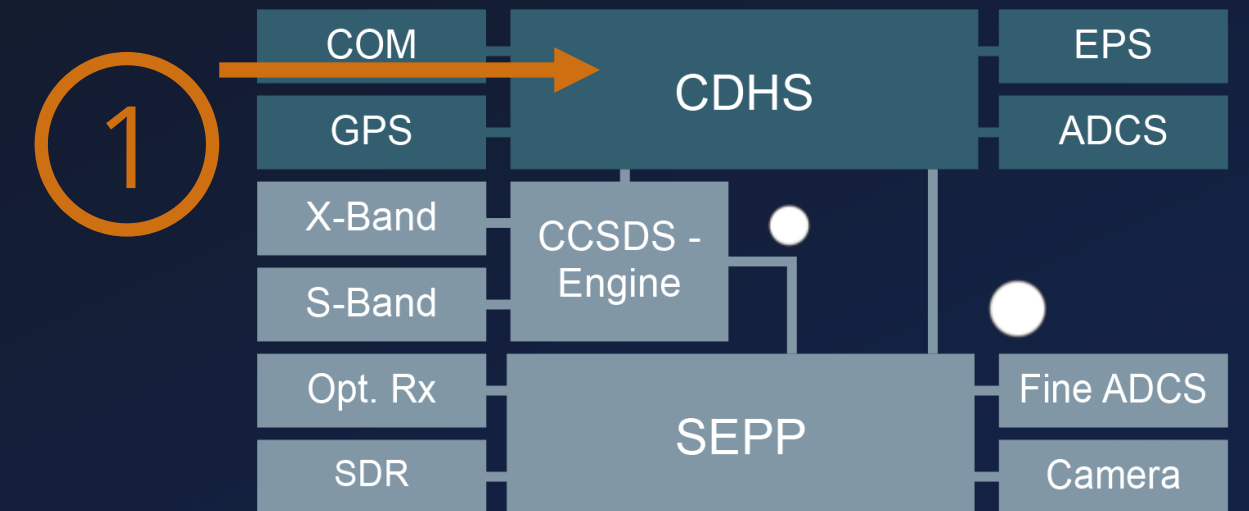 COM
CDHS
EPS
1
GPS
ADCS
X-Band
CCSDS -
Engine
S-Band
Opt. Rx
SEPP
Fine ADCS
SDR
Camera